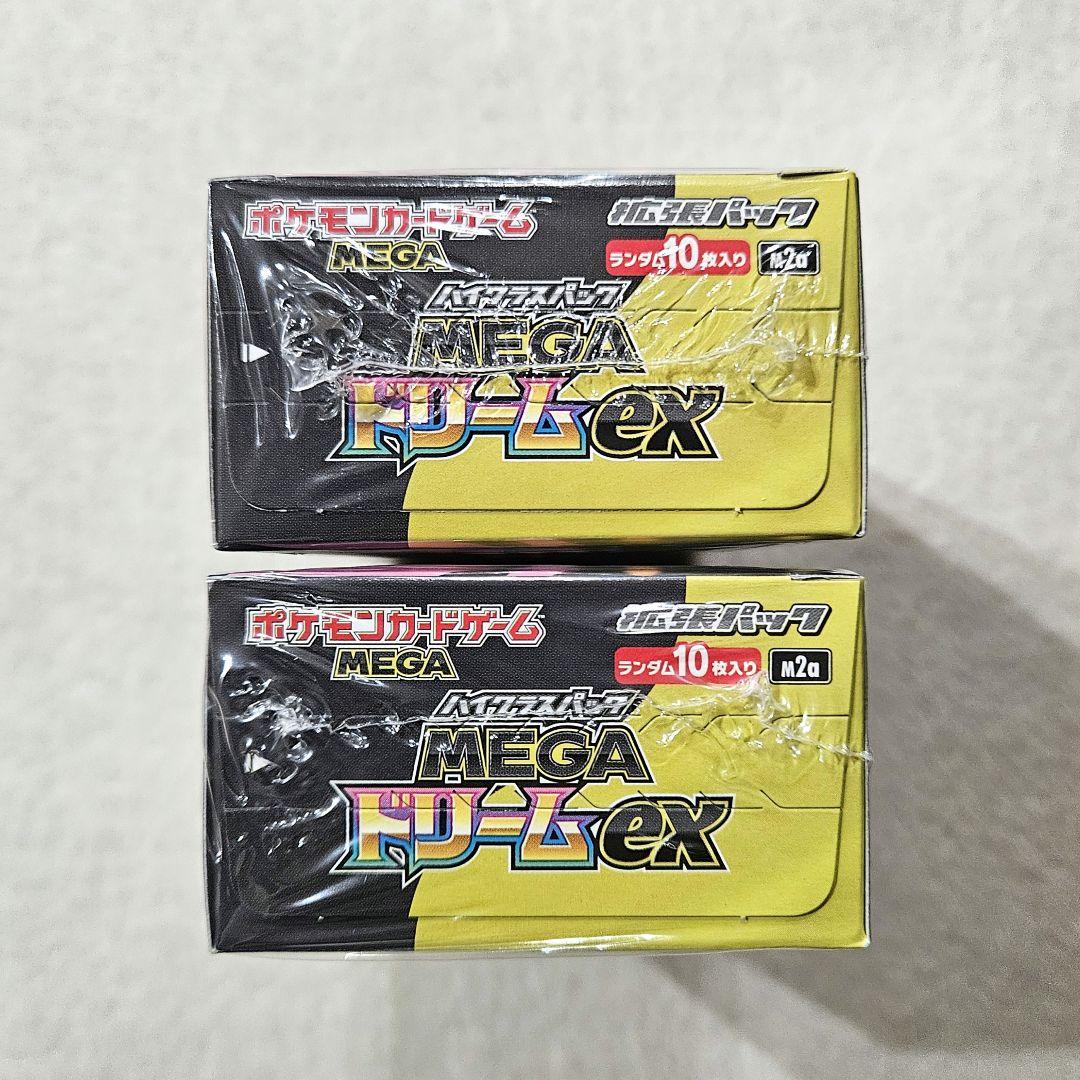 ポケモンカードゲーム
MEGA
拡張パック
ランダム10枚入り
M2a
ハイクラスパック
MEGA
ドリームex
ポケモンカードゲーム
MEGA
拡張パック
ランダム10枚入り
M2a
ハイクラスパック
MEGA
ドリームex